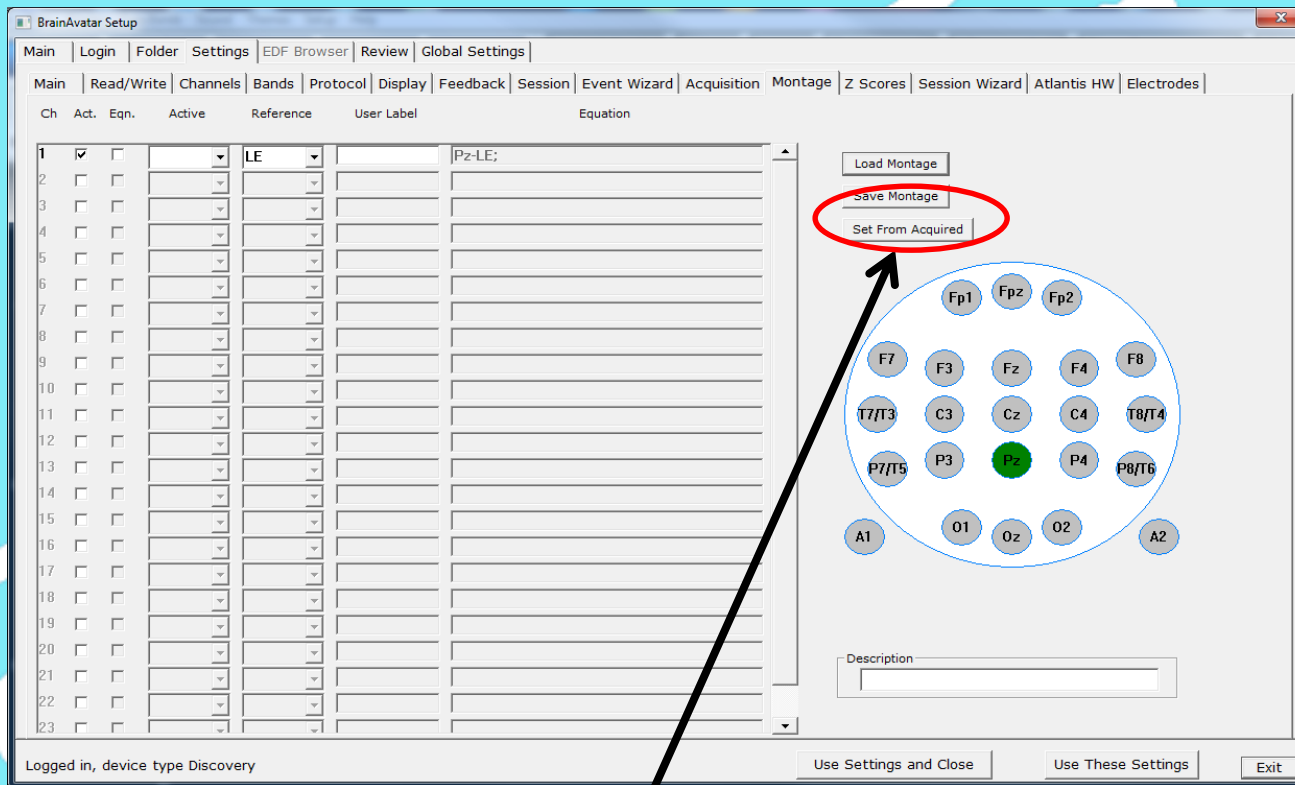 BrainAvatar Setup
Main Login Folder Settings EDF Browser Review Global Settings
Main Read/Write Channels Bands Protocol Display Feedback Session Event Wizard Acquisition Montage Z Scores Session Wizard Atlantis HW Electrodes
Ch Act. Eqn. Active Reference User Label Equation
1 LE Pz-LE;
2
3
4
5
6
7
8
9
10
11
12
13
14
15
16
17
18
19
20
21
22
23
Load Montage
Save Montage
Set From Acquired
Fp1 Fpz Fp2
F7 F3 Fz F4 F8
T7/T3 C3 Cz C4 T8/T4
P7/T5 P3 Pz P4 P8/T6
A1 O1 Oz O2 A2
Description
Logged in, device type Discovery
Use Settings and Close Use These Settings Exit